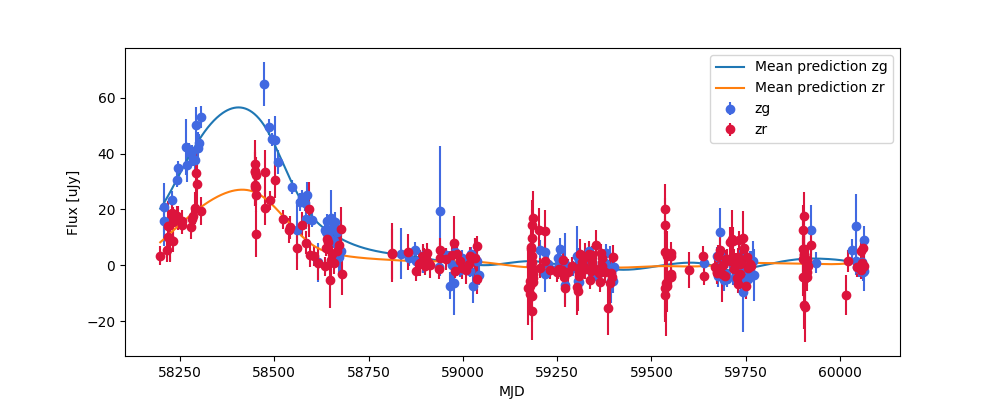 Mean prediction zg
Mean prediction zr
zg
zr
Flux [uJy]
60
40
20
0
−20
58250 58500 58750 59000 59250 59500 59750 60000
MJD